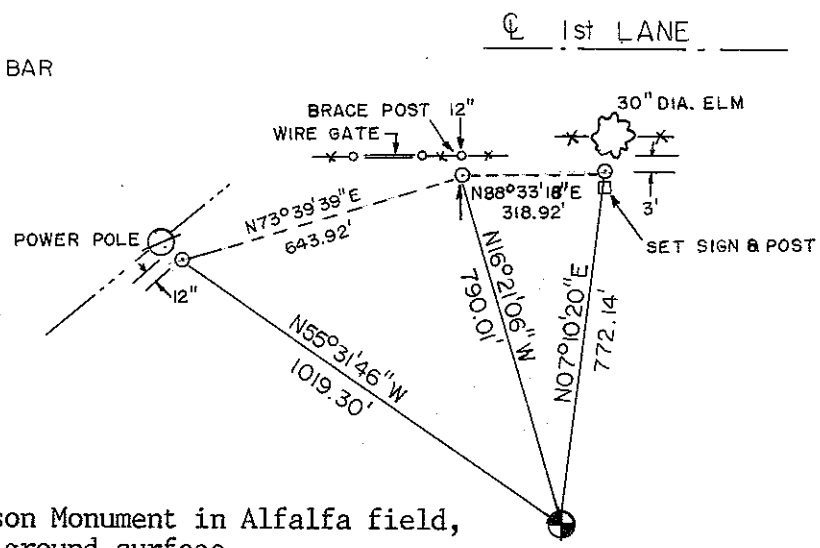 ℄ 1st LANE
BAR
30" DIA. ELM
BRACE POST 12"
WIRE GATE
N88°33'18"E
318.92'
3'
N73°39'39"E
643.92'
POWER POLE
SET SIGN & POST
12"
N16°21'06"W
790.01'
N07°10'20"E
772.14'
N55°31'46"W
1019.30'
son Monument in Alfalfa field,
ground surface